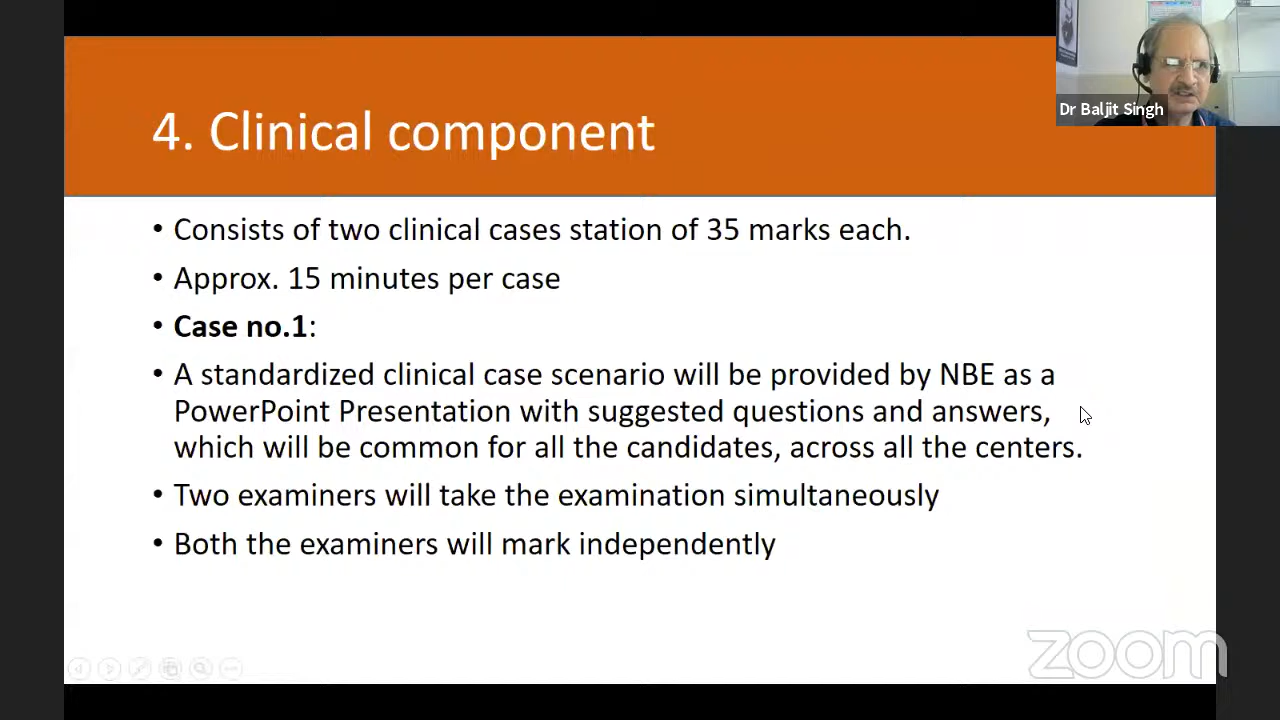 Dr Baljit Singh
4. Clinical component
• Consists of two clinical cases station of 35 marks each.
• Approx. 15 minutes per case
• Case no.1:
• A standardized clinical case scenario will be provided by NBE as a
PowerPoint Presentation with suggested questions and answers,
which will be common for all the candidates, across all the centers.
• Two examiners will take the examination simultaneously
• Both the examiners will mark independently
zoom